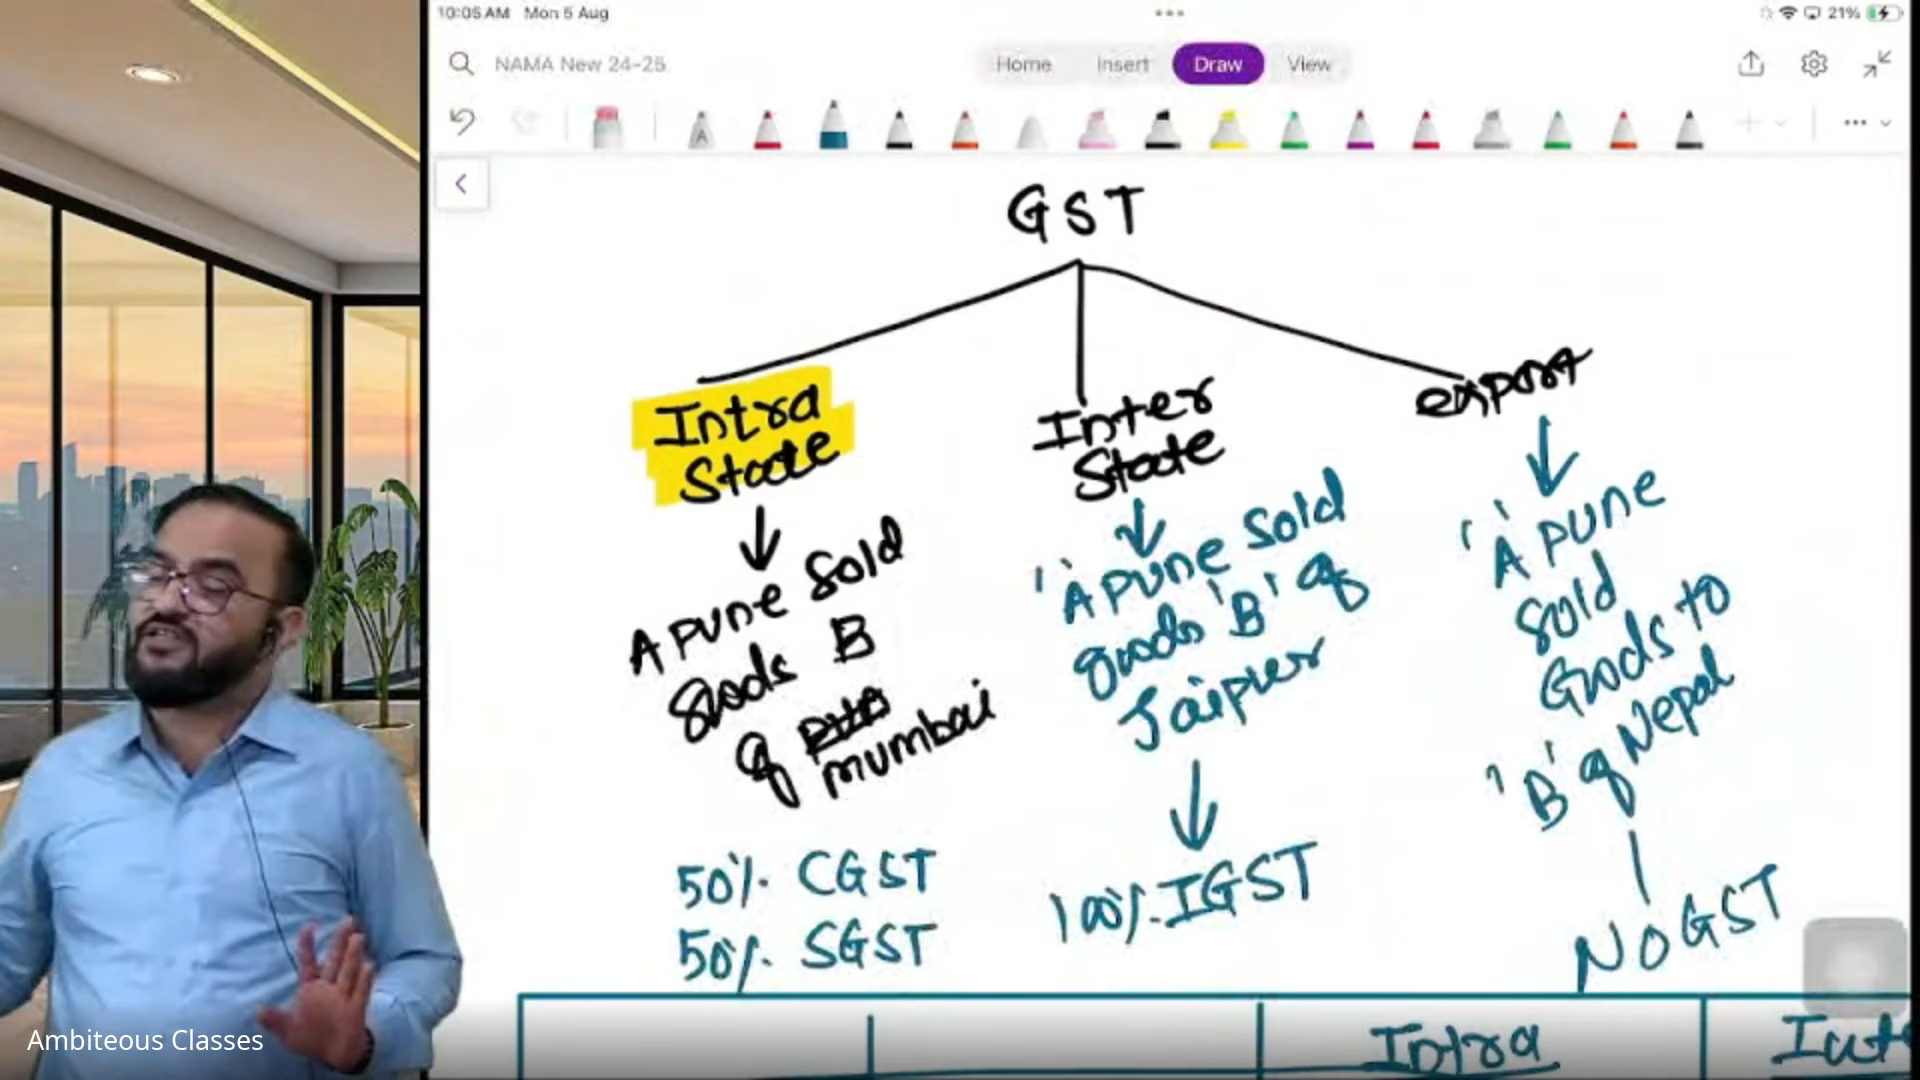 10:05 AM Mon 5 Aug
21%
NAMA New 24-25
Home Insert Draw View
GST
Intra
State
Inter
State
export
A pune sold
goods B
of mumbai
'A' pune sold
goods 'B' of
Jaipur
'A' pune
sold
Goods to
'B' of Nepal
50% CGST
50% SGST
100% IGST
NO GST
Intra
Ambiteous Classes